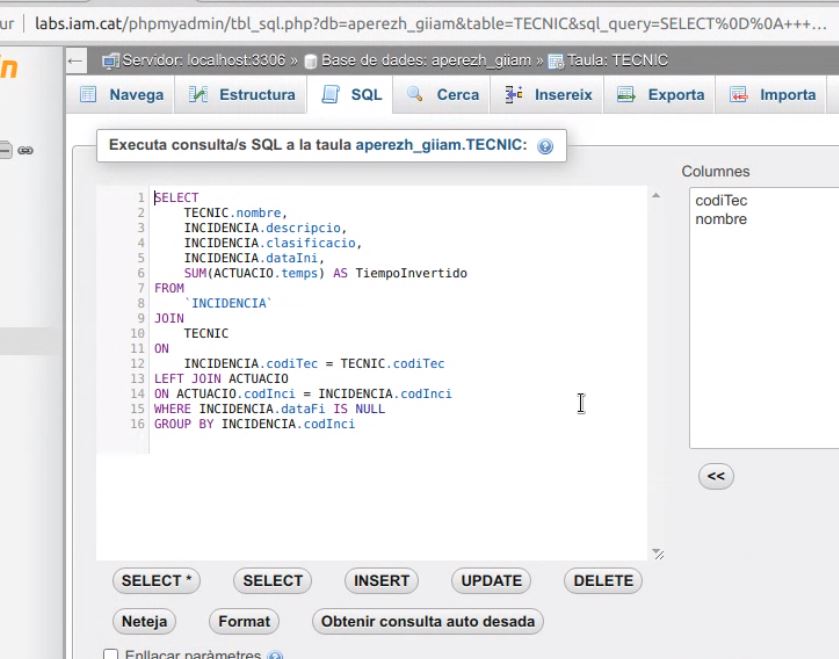 ur labs.iam.cat/phpmyadmin/tbl_sql.php?db=aperezh_giiam&table=TECNIC&sql_query=SELECT%0D%0A+++...
n
← Servidor: localhost:3306 » Base de dades: aperezh_giiam » Taula: TECNIC
Navega Estructura SQL Cerca Insereix Exporta Importa
Executa consulta/s SQL a la taula aperezh_giiam.TECNIC:
Columnes
codiTec
nombre
1 SELECT
2 TECNIC.nombre,
3 INCIDENCIA.descripcio,
4 INCIDENCIA.clasificacio,
5 INCIDENCIA.dataIni,
6 SUM(ACTUACIO.temps) AS TiempoInvertido
7 FROM
8 `INCIDENCIA`
9 JOIN
10 TECNIC
11 ON
12 INCIDENCIA.codiTec = TECNIC.codiTec
13 LEFT JOIN ACTUACIO
14 ON ACTUACIO.codInci = INCIDENCIA.codInci
15 WHERE INCIDENCIA.dataFi IS NULL
16 GROUP BY INCIDENCIA.codInci
<<
SELECT * SELECT INSERT UPDATE DELETE
Neteja Format Obtenir consulta auto desada
Enllaçar paràmetres